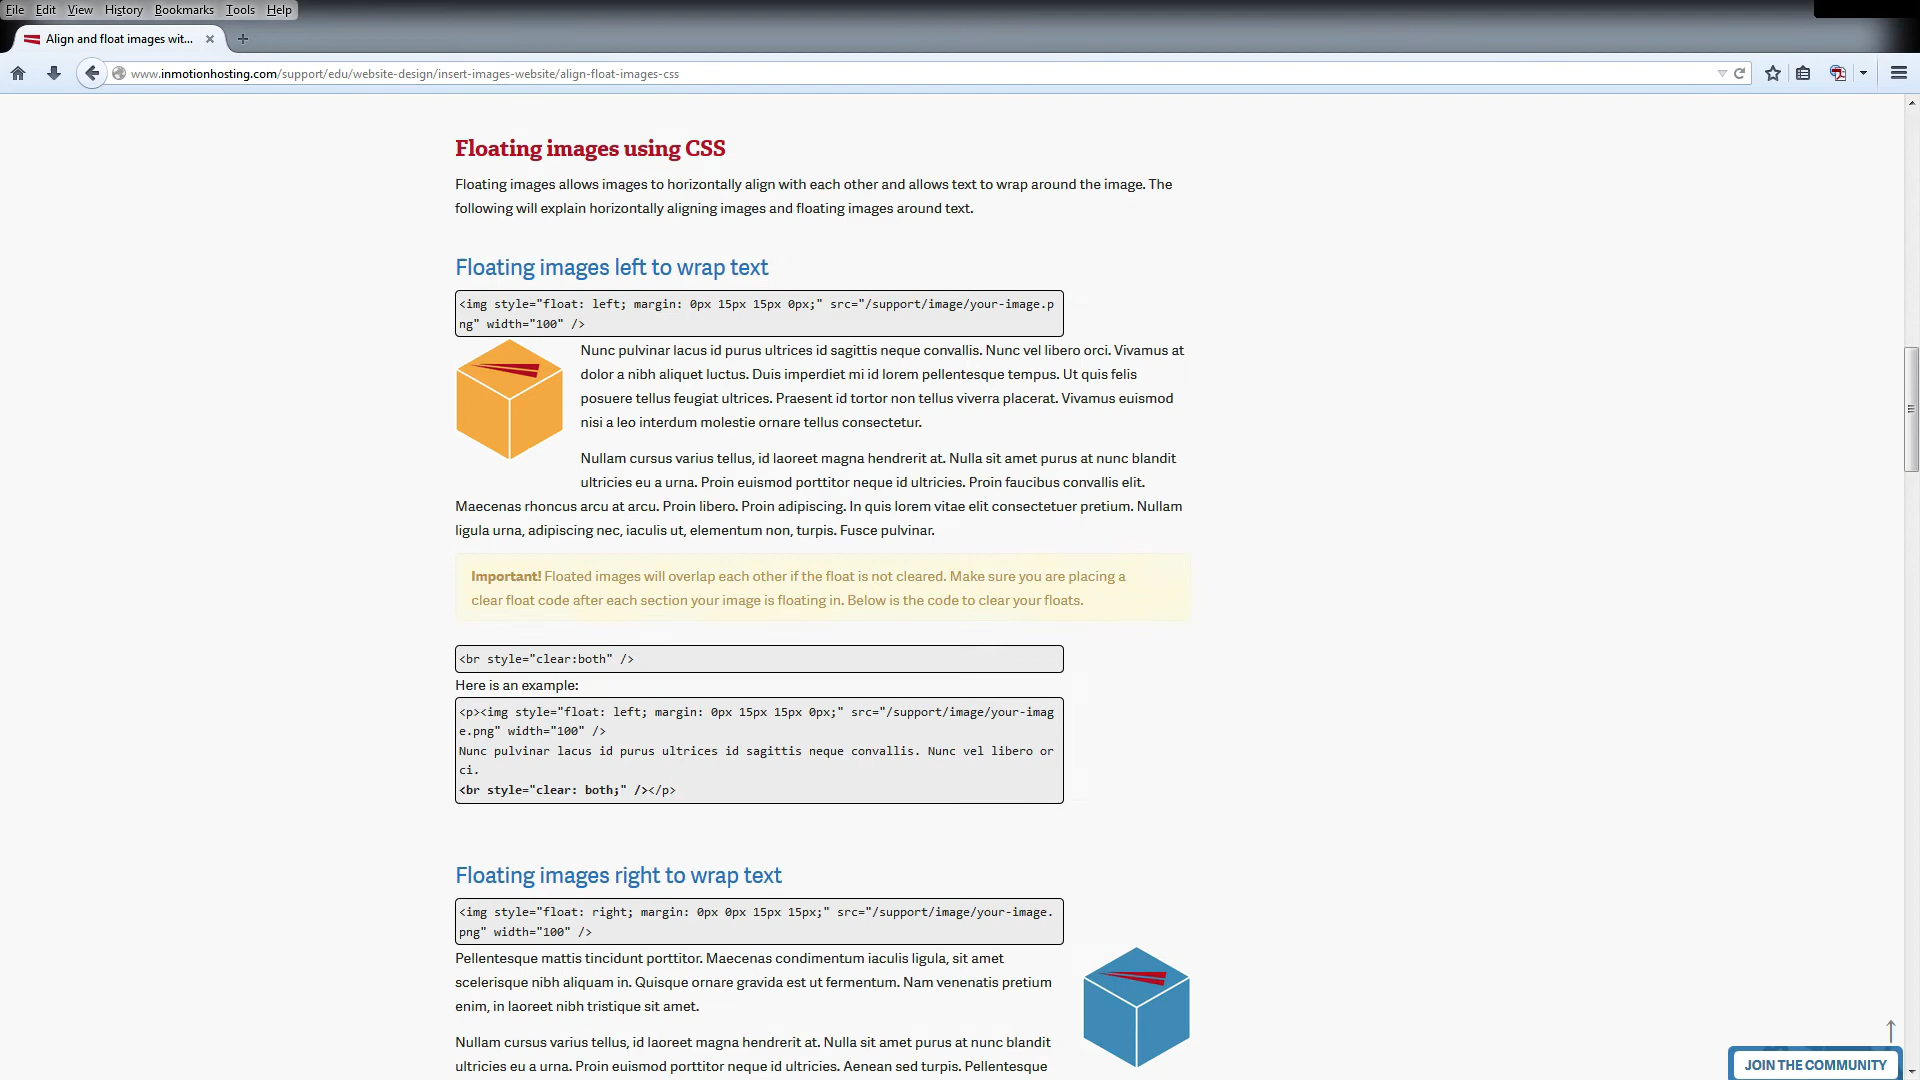 File Edit View History Bookmarks Tools Help
Align and float images wit...
www.inmotionhosting.com/support/edu/website-design/insert-images-website/align-float-images-css
Floating images using CSS
Floating images allows images to horizontally align with each other and allows text to wrap around the image. The
following will explain horizontally aligning images and floating images around text.
Floating images left to wrap text
<img style="float: left; margin: 0px 15px 15px 0px;" src="/support/image/your-image.p
ng" width="100" />
Nunc pulvinar lacus id purus ultrices id sagittis neque convallis. Nunc vel libero orci. Vivamus at
dolor a nibh aliquet luctus. Duis imperdiet mi id lorem pellentesque tempus. Ut quis felis
posuere tellus feugiat ultrices. Praesent id tortor non tellus viverra placerat. Vivamus euismod
nisi a leo interdum molestie ornare tellus consectetur.
Nullam cursus varius tellus, id laoreet magna hendrerit at. Nulla sit amet purus at nunc blandit
ultricies eu a urna. Proin euismod porttitor neque id ultricies. Proin faucibus convallis elit.
Maecenas rhoncus arcu at arcu. Proin libero. Proin adipiscing. In quis lorem vitae elit consectetuer pretium. Nullam
ligula urna, adipiscing nec, iaculis ut, elementum non, turpis. Fusce pulvinar.
Important! Floated images will overlap each other if the float is not cleared. Make sure you are placing a
clear float code after each section your image is floating in. Below is the code to clear your floats.
<br style="clear:both" />
Here is an example:
<p><img style="float: left; margin: 0px 15px 15px 0px;" src="/support/image/your-imag
e.png" width="100" />
Nunc pulvinar lacus id purus ultrices id sagittis neque convallis. Nunc vel libero or
ci.
<br style="clear: both;" /></p>
Floating images right to wrap text
<img style="float: right; margin: 0px 0px 15px 15px;" src="/support/image/your-image.
png" width="100" />
Pellentesque mattis tincidunt porttitor. Maecenas condimentum iaculis ligula, sit amet
scelerisque nibh aliquam in. Quisque ornare gravida est ut fermentum. Nam venenatis pretium
enim, in laoreet nibh tristique sit amet.
Nullam cursus varius tellus, id laoreet magna hendrerit at. Nulla sit amet purus at nunc blandit
ultricies eu a urna. Proin euismod porttitor neque id ultricies. Aenean sed turpis. Pellentesque
JOIN THE COMMUNITY